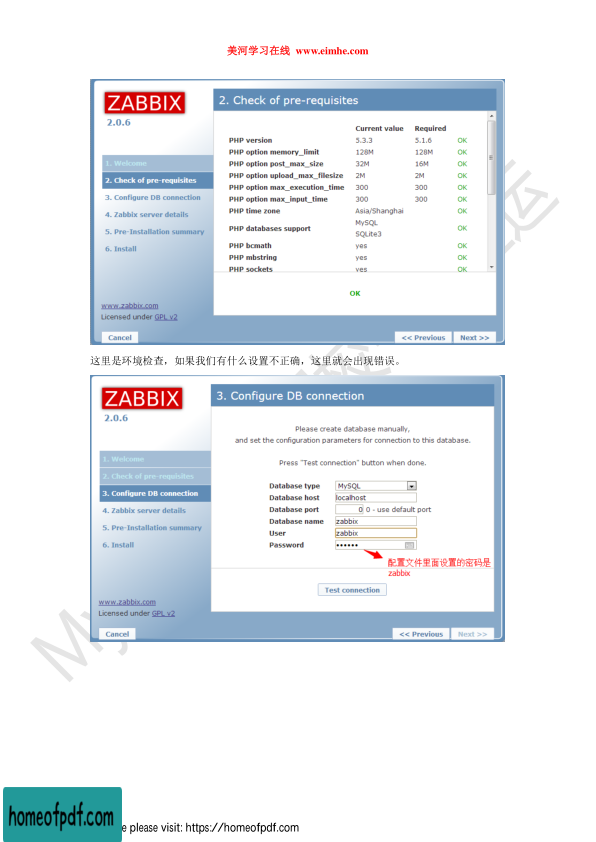 美河学习在线 www.eimhe.com
ZABBIX
2.0.6
1. Welcome
2. Check of pre-requisites
3. Configure DB connection
4. Zabbix server details
5. Pre-Installation summary
6. Install
www.zabbix.com
Licensed under GPL v2
Cancel
2. Check of pre-requisites
Current value Required
PHP version 5.3.3 5.1.6 OK
PHP option memory_limit 128M 128M OK
PHP option post_max_size 32M 16M OK
PHP option upload_max_filesize 2M 2M OK
PHP option max_execution_time 300 300 OK
PHP option max_input_time 300 300 OK
PHP time zone Asia/Shanghai OK
PHP databases support MySQL SQLite3 OK
PHP bcmath yes OK
PHP mbstring yes OK
PHP sockets yes OK
OK
<< Previous Next >>
这里是环境检查，如果我们有什么设置不正确，这里就会出现错误。
ZABBIX
2.0.6
1. Welcome
2. Check of pre-requisites
3. Configure DB connection
4. Zabbix server details
5. Pre-Installation summary
6. Install
www.zabbix.com
Licensed under GPL v2
Cancel
3. Configure DB connection
Please create database manually,
and set the configuration parameters for connection to this database.
Press "Test connection" button when done.
Database type MySQL
Database host localhost
Database port 0 0 - use default port
Database name zabbix
User zabbix
Password ••••••
配置文件里面设置的密码是
zabbix
Test connection
<< Previous Next >>
homeofpdf.com
e please visit: https://homeofpdf.com